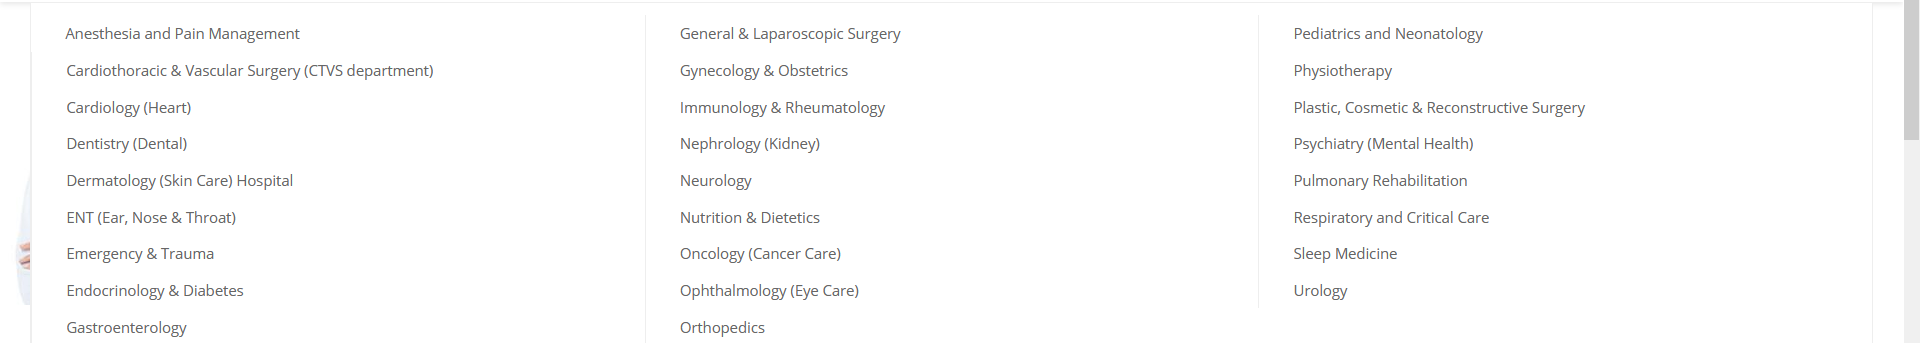 Anesthesia and Pain Management
Cardiothoracic & Vascular Surgery (CTVS department)
Cardiology (Heart)
Dentistry (Dental)
Dermatology (Skin Care) Hospital
ENT (Ear, Nose & Throat)
Emergency & Trauma
Endocrinology & Diabetes
Gastroenterology
General & Laparoscopic Surgery
Gynecology & Obstetrics
Immunology & Rheumatology
Nephrology (Kidney)
Neurology
Nutrition & Dietetics
Oncology (Cancer Care)
Ophthalmology (Eye Care)
Orthopedics
Pediatrics and Neonatology
Physiotherapy
Plastic, Cosmetic & Reconstructive Surgery
Psychiatry (Mental Health)
Pulmonary Rehabilitation
Respiratory and Critical Care
Sleep Medicine
Urology